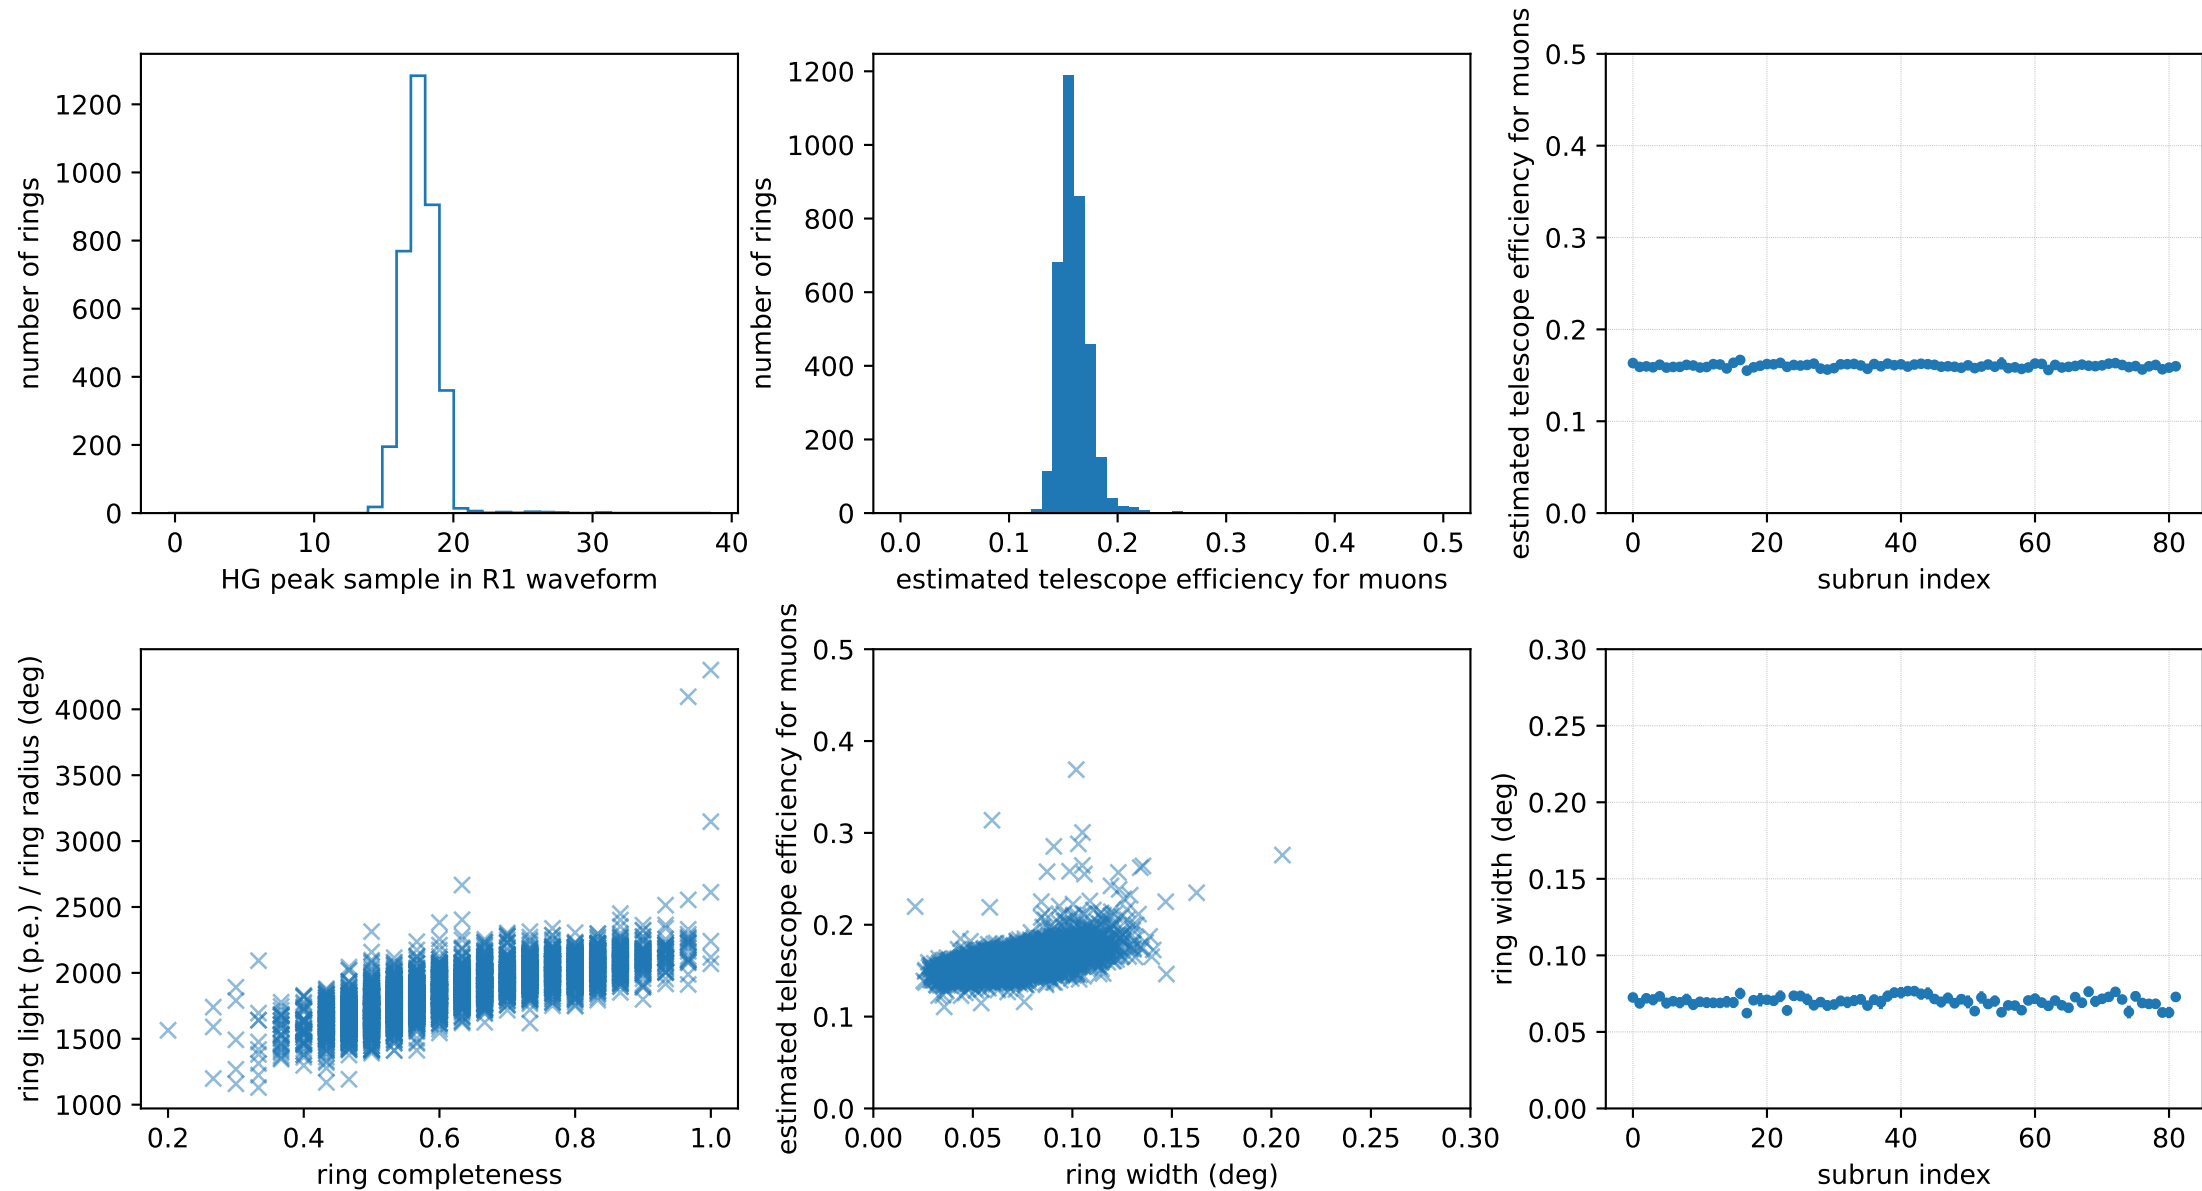 number of rings
1200
1000
800
600
400
200
0
0 10 20 30 40
HG peak sample in R1 waveform
number of rings
1200
1000
800
600
400
200
0
0.0 0.1 0.2 0.3 0.4 0.5
estimated telescope efficiency for muons
estimated telescope efficiency for muons
0.5
0.4
0.3
0.2
0.1
0.0
0 20 40 60 80
subrun index
ring light (p.e.) / ring radius (deg)
4000
3500
3000
2500
2000
1500
1000
0.2 0.4 0.6 0.8 1.0
ring completeness
estimated telescope efficiency for muons
0.5
0.4
0.3
0.2
0.1
0.0
0.00 0.05 0.10 0.15 0.20 0.25 0.30
ring width (deg)
ring width (deg)
0.30
0.25
0.20
0.15
0.10
0.05
0.00
0 20 40 60 80
subrun index